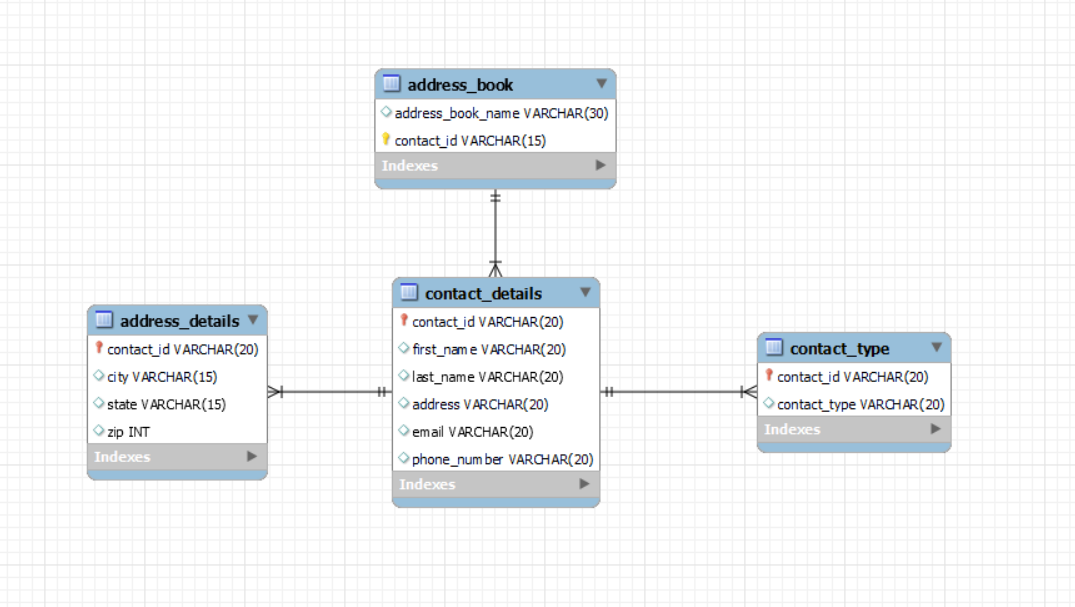 address_book
address_book_name VARCHAR(30)
contact_id VARCHAR(15)
Indexes
contact_details
contact_id VARCHAR(20)
first_name VARCHAR(20)
last_name VARCHAR(20)
address VARCHAR(20)
email VARCHAR(20)
phone_number VARCHAR(20)
Indexes
address_details
contact_id VARCHAR(20)
city VARCHAR(15)
state VARCHAR(15)
zip INT
Indexes
contact_type
contact_id VARCHAR(20)
contact_type VARCHAR(20)
Indexes